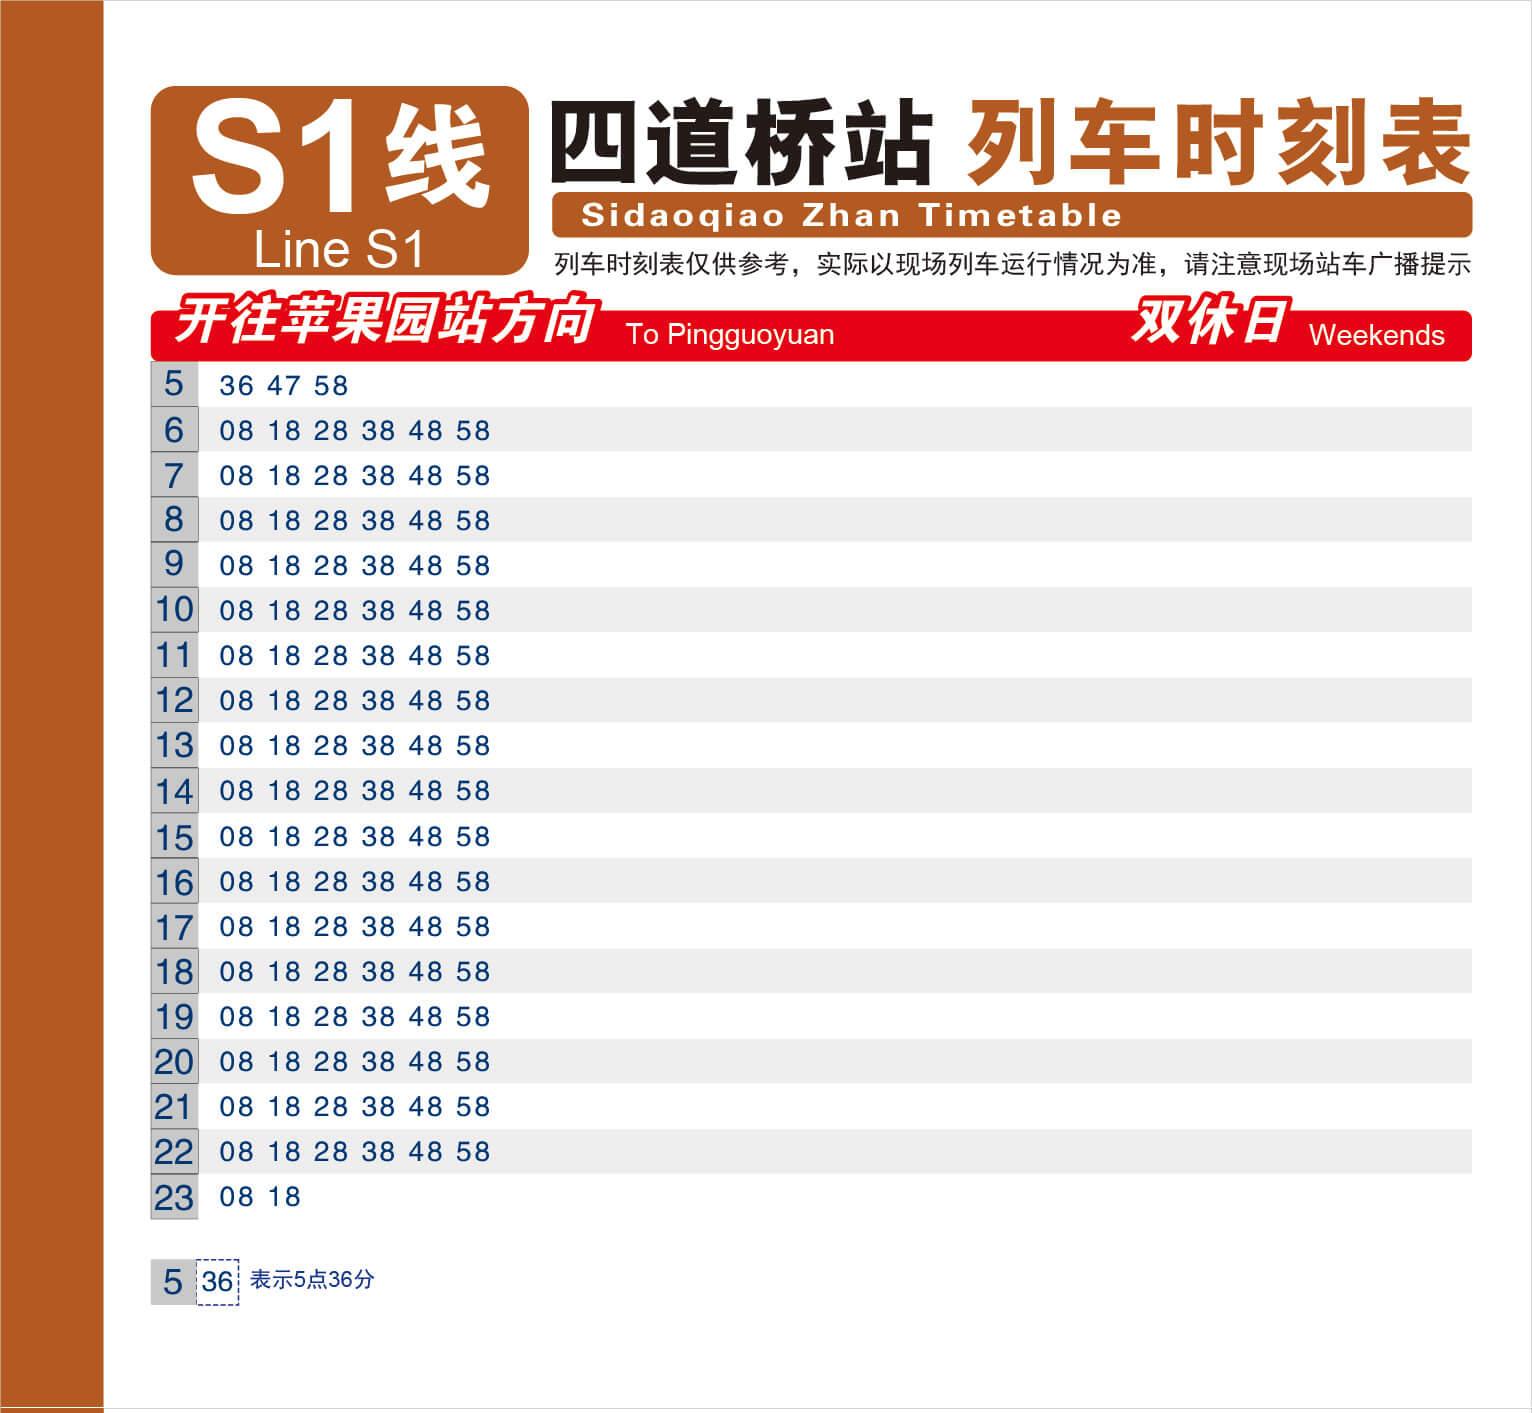 S1线
Line S1
四道桥站 列车时刻表
Sidaoqiao Zhan Timetable
列车时刻表仅供参考，实际以现场列车运行情况为准，请注意现场站车广播提示
开往苹果园站方向 To Pingguoyuan 双休日 Weekends
5 36 47 58
6 08 18 28 38 48 58
7 08 18 28 38 48 58
8 08 18 28 38 48 58
9 08 18 28 38 48 58
10 08 18 28 38 48 58
11 08 18 28 38 48 58
12 08 18 28 38 48 58
13 08 18 28 38 48 58
14 08 18 28 38 48 58
15 08 18 28 38 48 58
16 08 18 28 38 48 58
17 08 18 28 38 48 58
18 08 18 28 38 48 58
19 08 18 28 38 48 58
20 08 18 28 38 48 58
21 08 18 28 38 48 58
22 08 18 28 38 48 58
23 08 18
5 36 表示5点36分